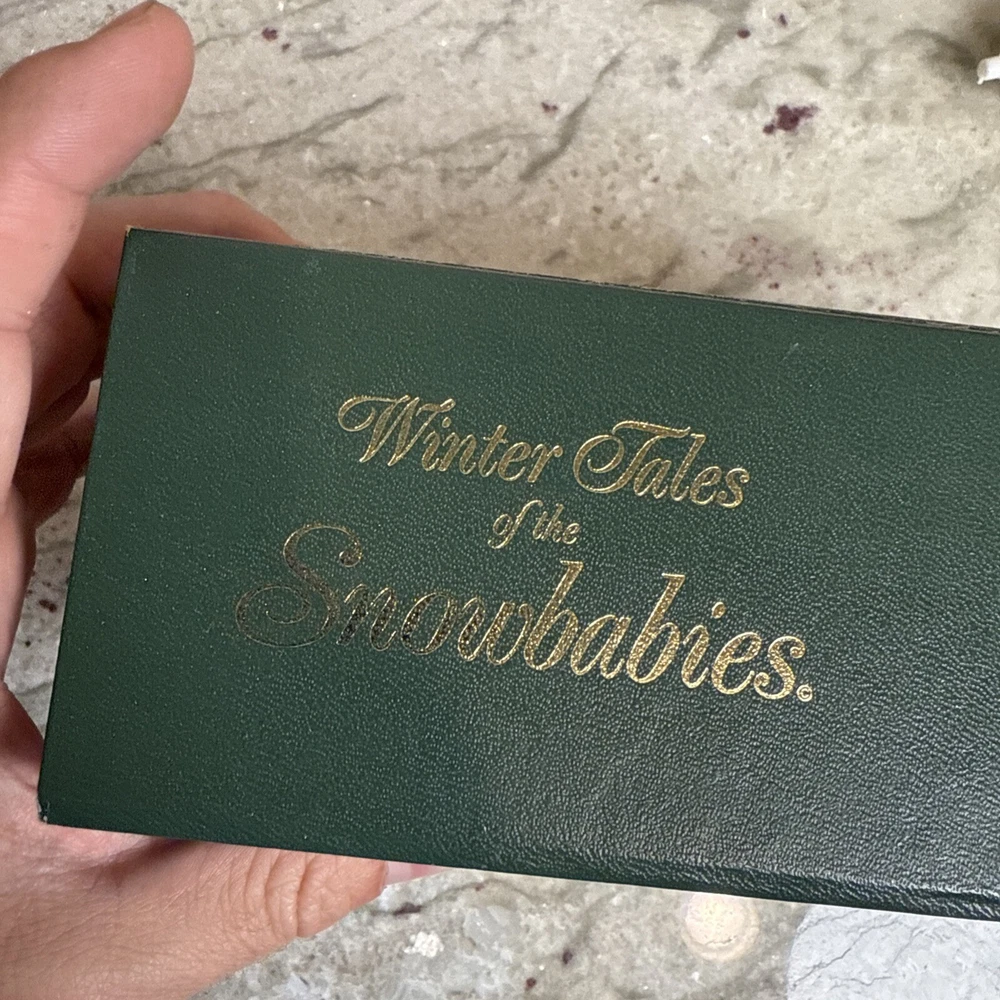 Winter Tales
of the
Snowbabies.©